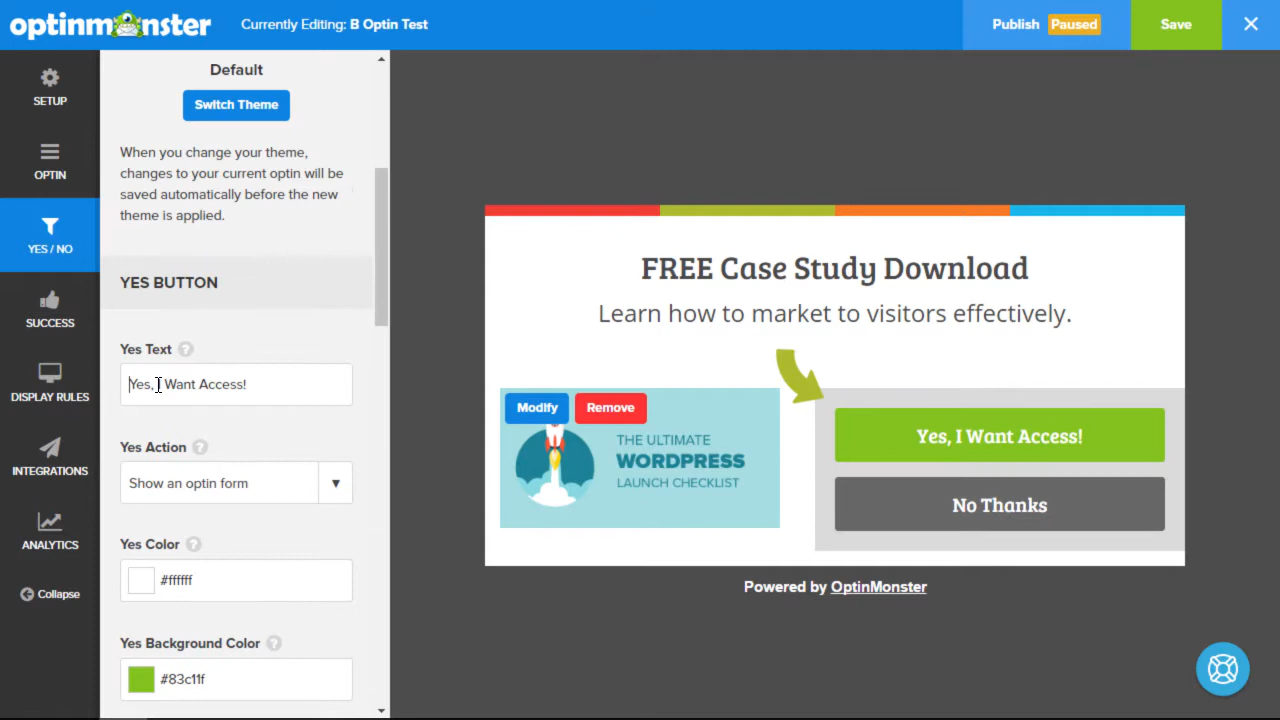 optinmonster
Currently Editing: B Optin Test
Publish Paused
Save
SETUP
OPTIN
YES / NO
SUCCESS
DISPLAY RULES
INTEGRATIONS
ANALYTICS
Collapse
Default
Switch Theme
When you change your theme,
changes to your current optin will be
saved automatically before the new
theme is applied.
YES BUTTON
Yes Text ?
Yes, I Want Access!
Yes Action ?
Show an optin form
Yes Color ?
#ffffff
Yes Background Color ?
#83c11f
FREE Case Study Download
Learn how to market to visitors effectively.
Modify Remove
THE ULTIMATE
WORDPRESS
LAUNCH CHECKLIST
Yes, I Want Access!
No Thanks
Powered by OptinMonster